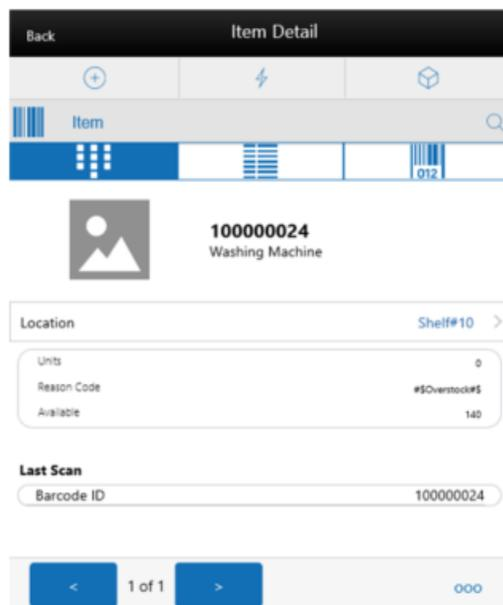 Back Item Detail
Item
012
100000024
Washing Machine
Location Shelf#10 >
Units 0
Reason Code #$Overstock#$
Available 140
Last Scan
Barcode ID 100000024
< 1 of 1 > ooo